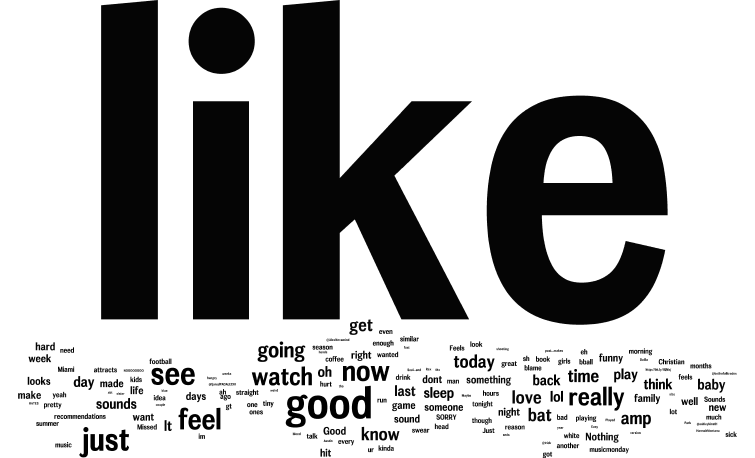 like
get even
similar
enough
hard need
week
going season
coffee right wanted
Feels look
eh
sh book girls bball funny morning
football
Miami attracts
see
watch oh now
hurt
drink
today great
blame
Christian
months
looks day made kids
dont man something
back time play think feels baby
make yeah life
idea days ago
straight
last sleep
hours
love lol really family well Sounds
pretty sounds
gt one tiny
ones
good run game someone
tonight night bat bad playing amp lot new
much
recommendations
summer
want
Missed It feel
sound SORRY
head
though
Just reason
im
talk Good
every know swear
white Nothing
another
sick
music just
hit ur kinda
got musicmonday